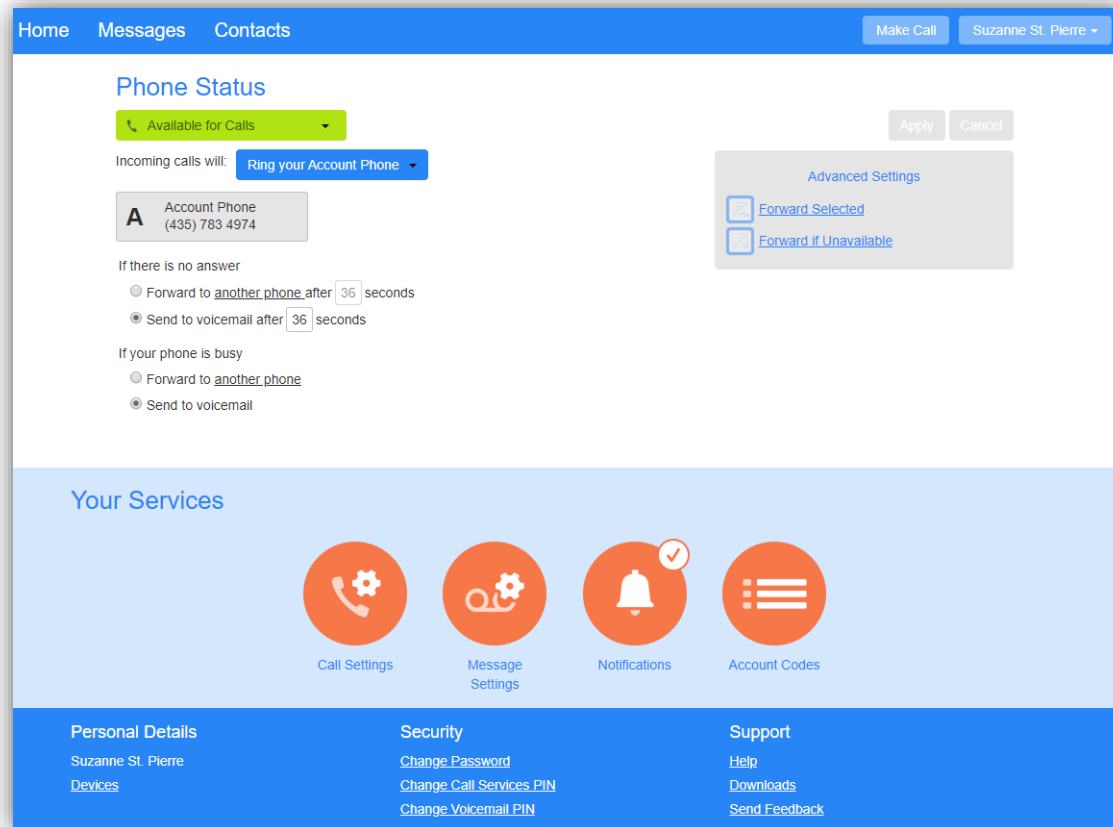 Home Messages Contacts Make Call Suzanne St. Pierre
Phone Status
Available for Calls
Apply Cancel
Incoming calls will: Ring your Account Phone
Advanced Settings
A Account Phone
(435) 783 4974
Forward Selected
Forward if Unavailable
If there is no answer
Forward to another phone after 36 seconds
Send to voicemail after 36 seconds
If your phone is busy
Forward to another phone
Send to voicemail
Your Services
Call Settings
Message
Settings
Notifications
Account Codes
Personal Details
Suzanne St. Pierre
Devices
Security
Change Password
Change Call Services PIN
Change Voicemail PIN
Support
Help
Downloads
Send Feedback